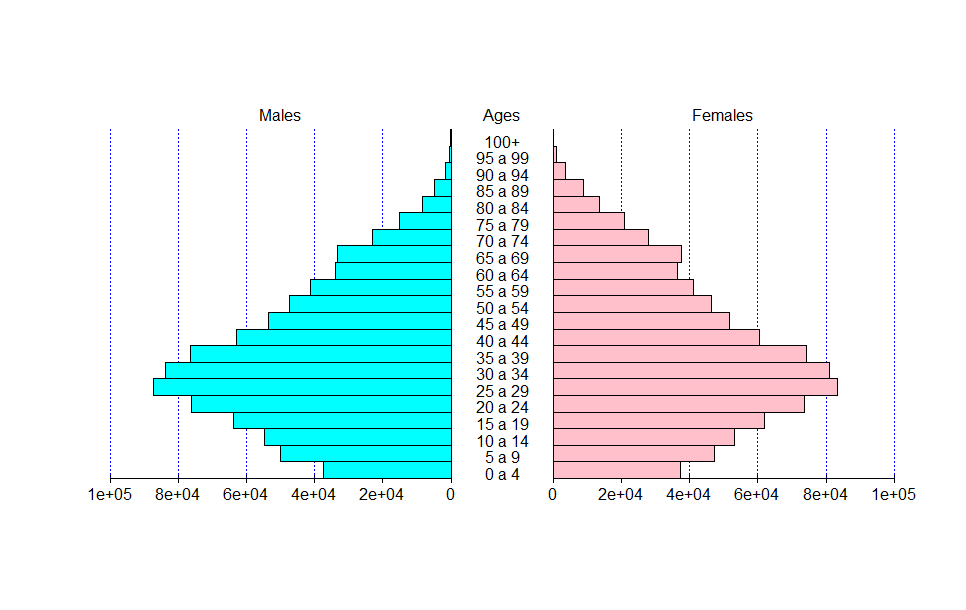 Males Ages Females
100+
95 a 99
90 a 94
85 a 89
80 a 84
75 a 79
70 a 74
65 a 69
60 a 64
55 a 59
50 a 54
45 a 49
40 a 44
35 a 39
30 a 34
25 a 29
20 a 24
15 a 19
10 a 14
5 a 9
0 a 4
1e+05 8e+04 6e+04 4e+04 2e+04 0 0 2e+04 4e+04 6e+04 8e+04 1e+05